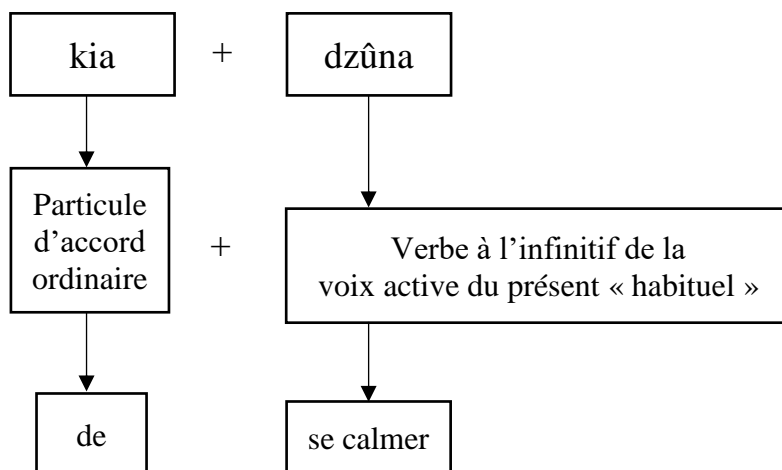 kia + dzûna
Particule
d’accord
ordinaire
+
Verbe à l’infinitif de la
voix active du présent « habituel »
de
se calmer